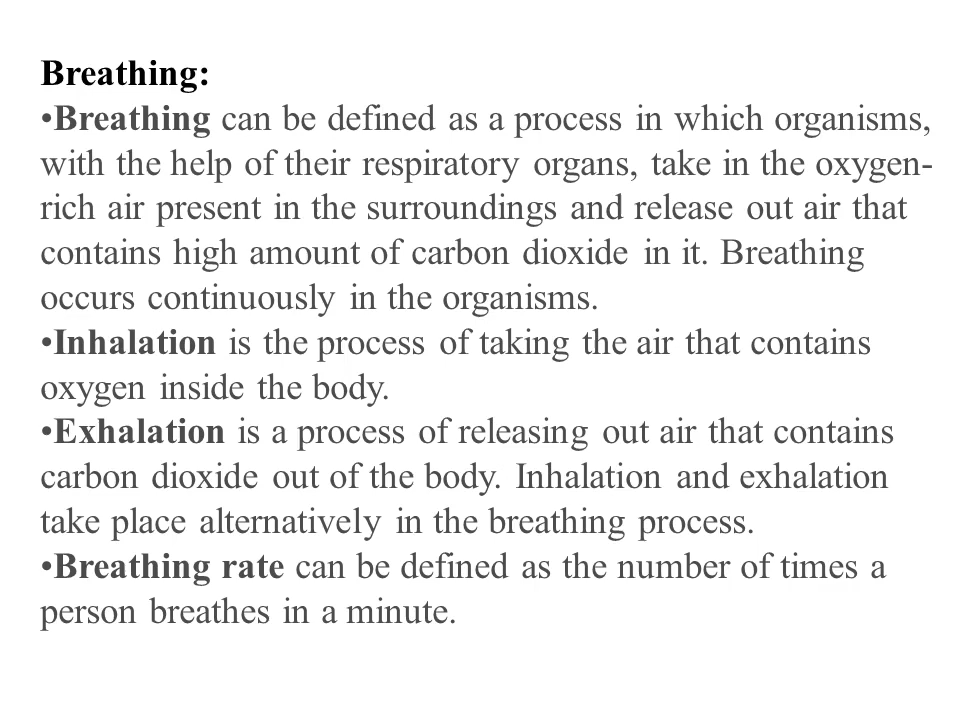 Breathing:
•Breathing can be defined as a process in which organisms,
with the help of their respiratory organs, take in the oxygen-
rich air present in the surroundings and release out air that
contains high amount of carbon dioxide in it. Breathing
occurs continuously in the organisms.
•Inhalation is the process of taking the air that contains
oxygen inside the body.
•Exhalation is a process of releasing out air that contains
carbon dioxide out of the body. Inhalation and exhalation
take place alternatively in the breathing process.
•Breathing rate can be defined as the number of times a
person breathes in a minute.